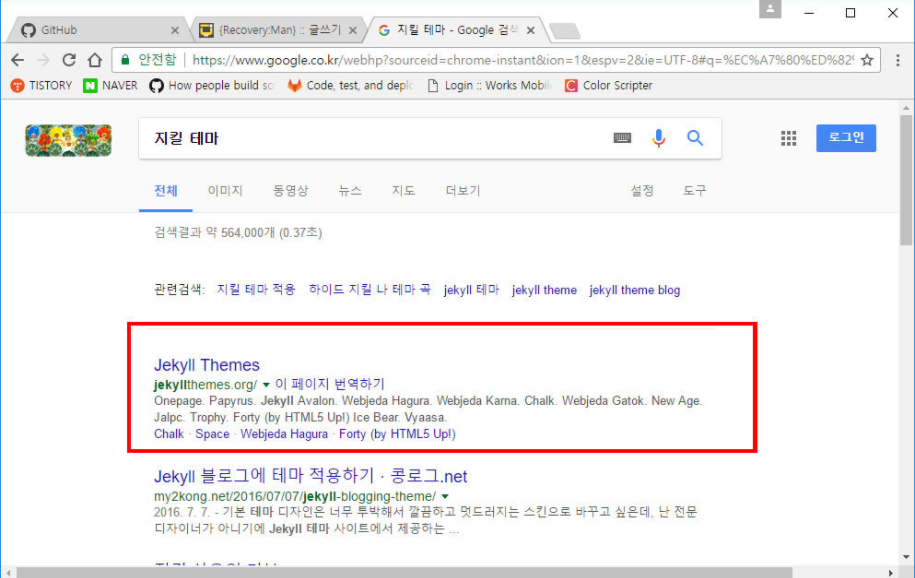 GitHub
{Recovery:Man} :: 글쓰기
지킬 테마 - Google 검색
안전함
https://www.google.co.kr/webhp?sourceid=chrome-instant&ion=1&espv=2&ie=UTF-8#q=%EC%A7%80%ED%82%
TISTORY NAVER How people build so Code, test, and deplo Login :: Works Mobil Color Scripter
지킬 테마
로그인
전체 이미지 동영상 뉴스 지도 더보기 설정 도구
검색결과 약 564,000개 (0.37초)
관련검색: 지킬 테마 적용 하이드 지킬 나 테마 곡 jekyll 테마 jekyll theme jekyll theme blog
Jekyll Themes
jekyllthemes.org/ 이 페이지 번역하기
Onepage. Papyrus. Jekyll Avalon. Webjeda Hagura. Webjeda Karna. Chalk. Webjeda Gatok. New Age.
Jalpc. Trophy. Forty (by HTML5 Up!) Ice Bear. Vyaasa.
Chalk · Space · Webjeda Hagura · Forty (by HTML5 Up!)
Jekyll 블로그에 테마 적용하기 · 콩로그.net
my2kong.net/2016/07/07/jekyll-blogging-theme/
2016. 7. 7. - 기본 테마 디자인은 너무 투박해서 깔끔하고 멋드러지는 스킨으로 바꾸고 싶은데, 난 전문
디자이너가 아니기에 Jekyll 테마 사이트에서 제공하는 ...